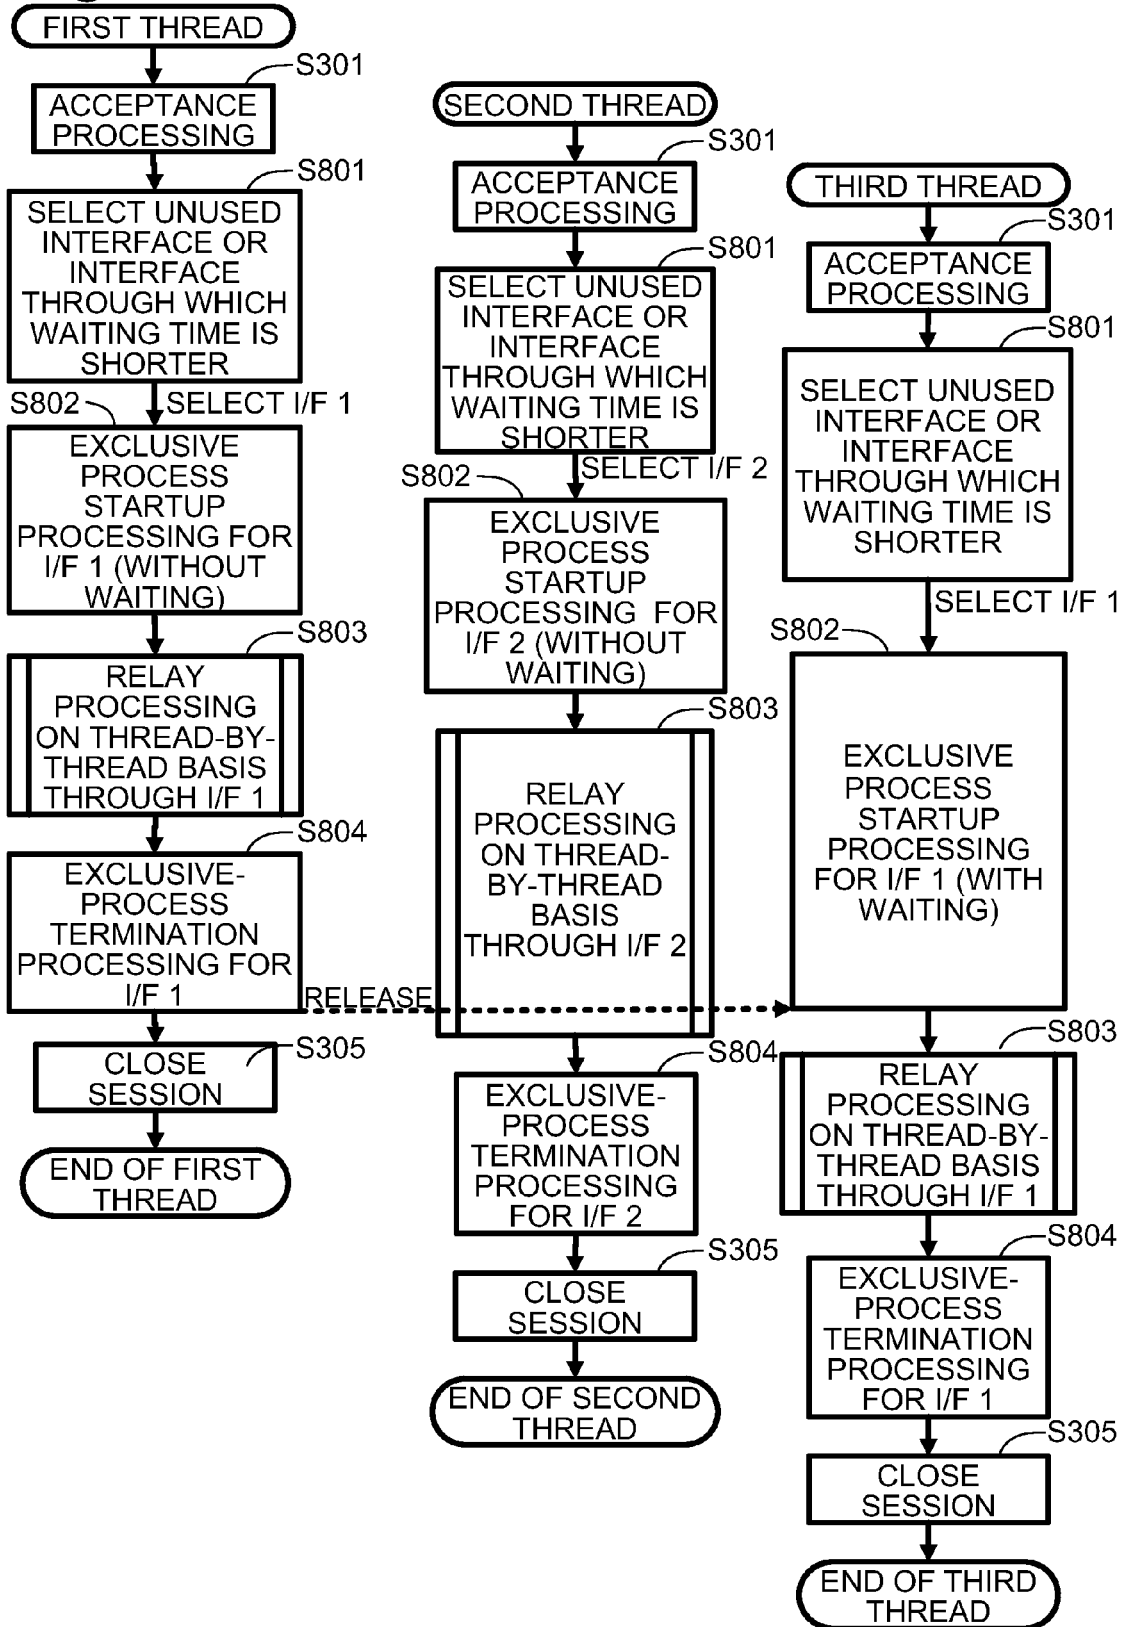 FIRST THREAD
S301
ACCEPTANCE
PROCESSING
S801
SELECT UNUSED
INTERFACE OR
INTERFACE
THROUGH WHICH
WAITING TIME IS
SHORTER
SELECT I/F 1
S802
EXCLUSIVE
PROCESS
STARTUP
PROCESSING FOR
I/F 1 (WITHOUT
WAITING)
S803
RELAY
PROCESSING
ON THREAD-BY-
THREAD BASIS
THROUGH I/F 1
S804
EXCLUSIVE-
PROCESS
TERMINATION
PROCESSING FOR
I/F 1
RELEASE
S305
CLOSE
SESSION
END OF FIRST
THREAD
SECOND THREAD
S301
ACCEPTANCE
PROCESSING
S801
SELECT UNUSED
INTERFACE OR
INTERFACE
THROUGH WHICH
WAITING TIME IS
SHORTER
SELECT I/F 2
S802
EXCLUSIVE
PROCESS
STARTUP
PROCESSING FOR
I/F 2 (WITHOUT
WAITING)
S803
RELAY
PROCESSING
ON THREAD-
BY-THREAD
BASIS
THROUGH I/F 2
S804
EXCLUSIVE-
PROCESS
TERMINATION
PROCESSING
FOR I/F 2
S305
CLOSE
SESSION
END OF SECOND
THREAD
THIRD THREAD
S301
ACCEPTANCE
PROCESSING
S801
SELECT UNUSED
INTERFACE OR
INTERFACE
THROUGH WHICH
WAITING TIME IS
SHORTER
SELECT I/F 1
S802
EXCLUSIVE
PROCESS
STARTUP
PROCESSING
FOR I/F 1 (WITH
WAITING)
S803
RELAY
PROCESSING
ON THREAD-BY-
THREAD BASIS
THROUGH I/F 1
S804
EXCLUSIVE-
PROCESS
TERMINATION
PROCESSING
FOR I/F 1
S305
CLOSE
SESSION
END OF THIRD
THREAD